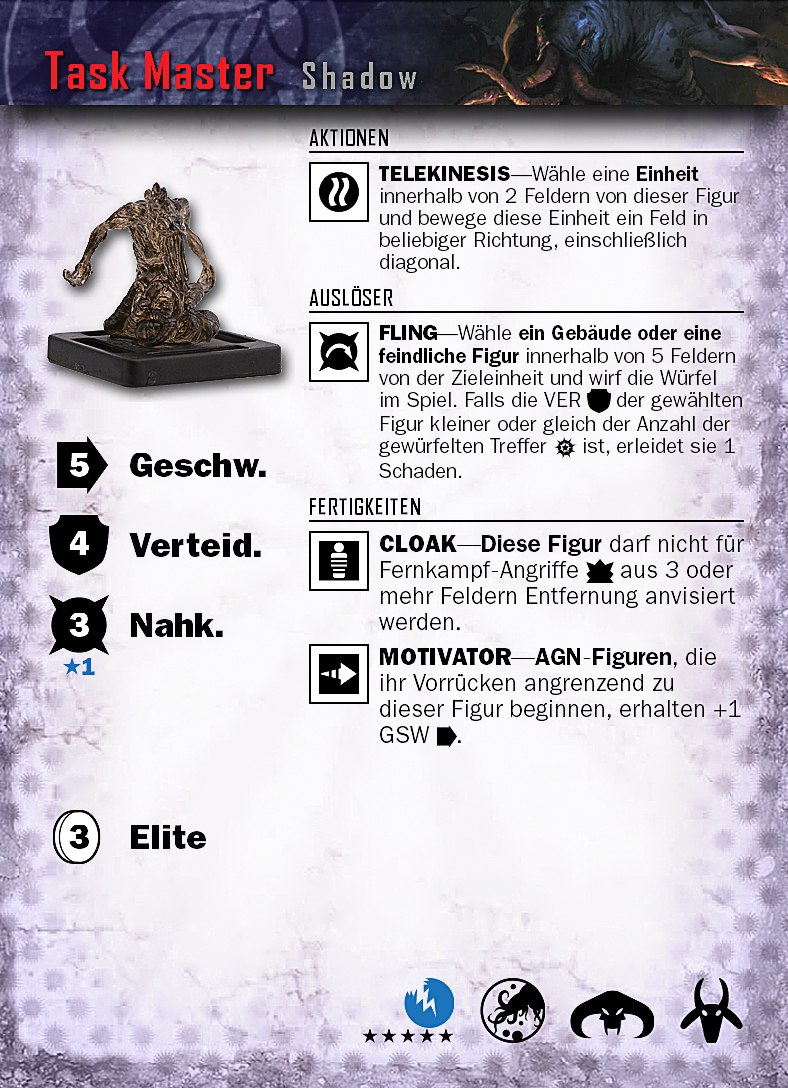 Task Master Shadow
AKTIONEN
TELEKINESIS—Wähle eine Einheit
innerhalb von 2 Feldern von dieser Figur
und bewege diese Einheit ein Feld in
beliebiger Richtung, einschließlich
diagonal.
AUSLÖSER
FLING—Wähle ein Gebäude oder eine
feindliche Figur innerhalb von 5 Feldern
von der Zieleinheit und wirf die Würfel
im Spiel. Falls die VER der gewählten
Figur kleiner oder gleich der Anzahl der
gewürfelten Treffer ist, erleidet sie 1
Schaden.
5 Geschw.
4 Verteid.
3 Nahk.
★1
3 Elite
FERTIGKEITEN
CLOAK—Diese Figur darf nicht für
Fernkampf-Angriffe aus 3 oder
mehr Feldern Entfernung anvisiert
werden.
MOTIVATOR—AGN-Figuren, die
ihr Vorrücken angrenzend zu
dieser Figur beginnen, erhalten +1
GSW .